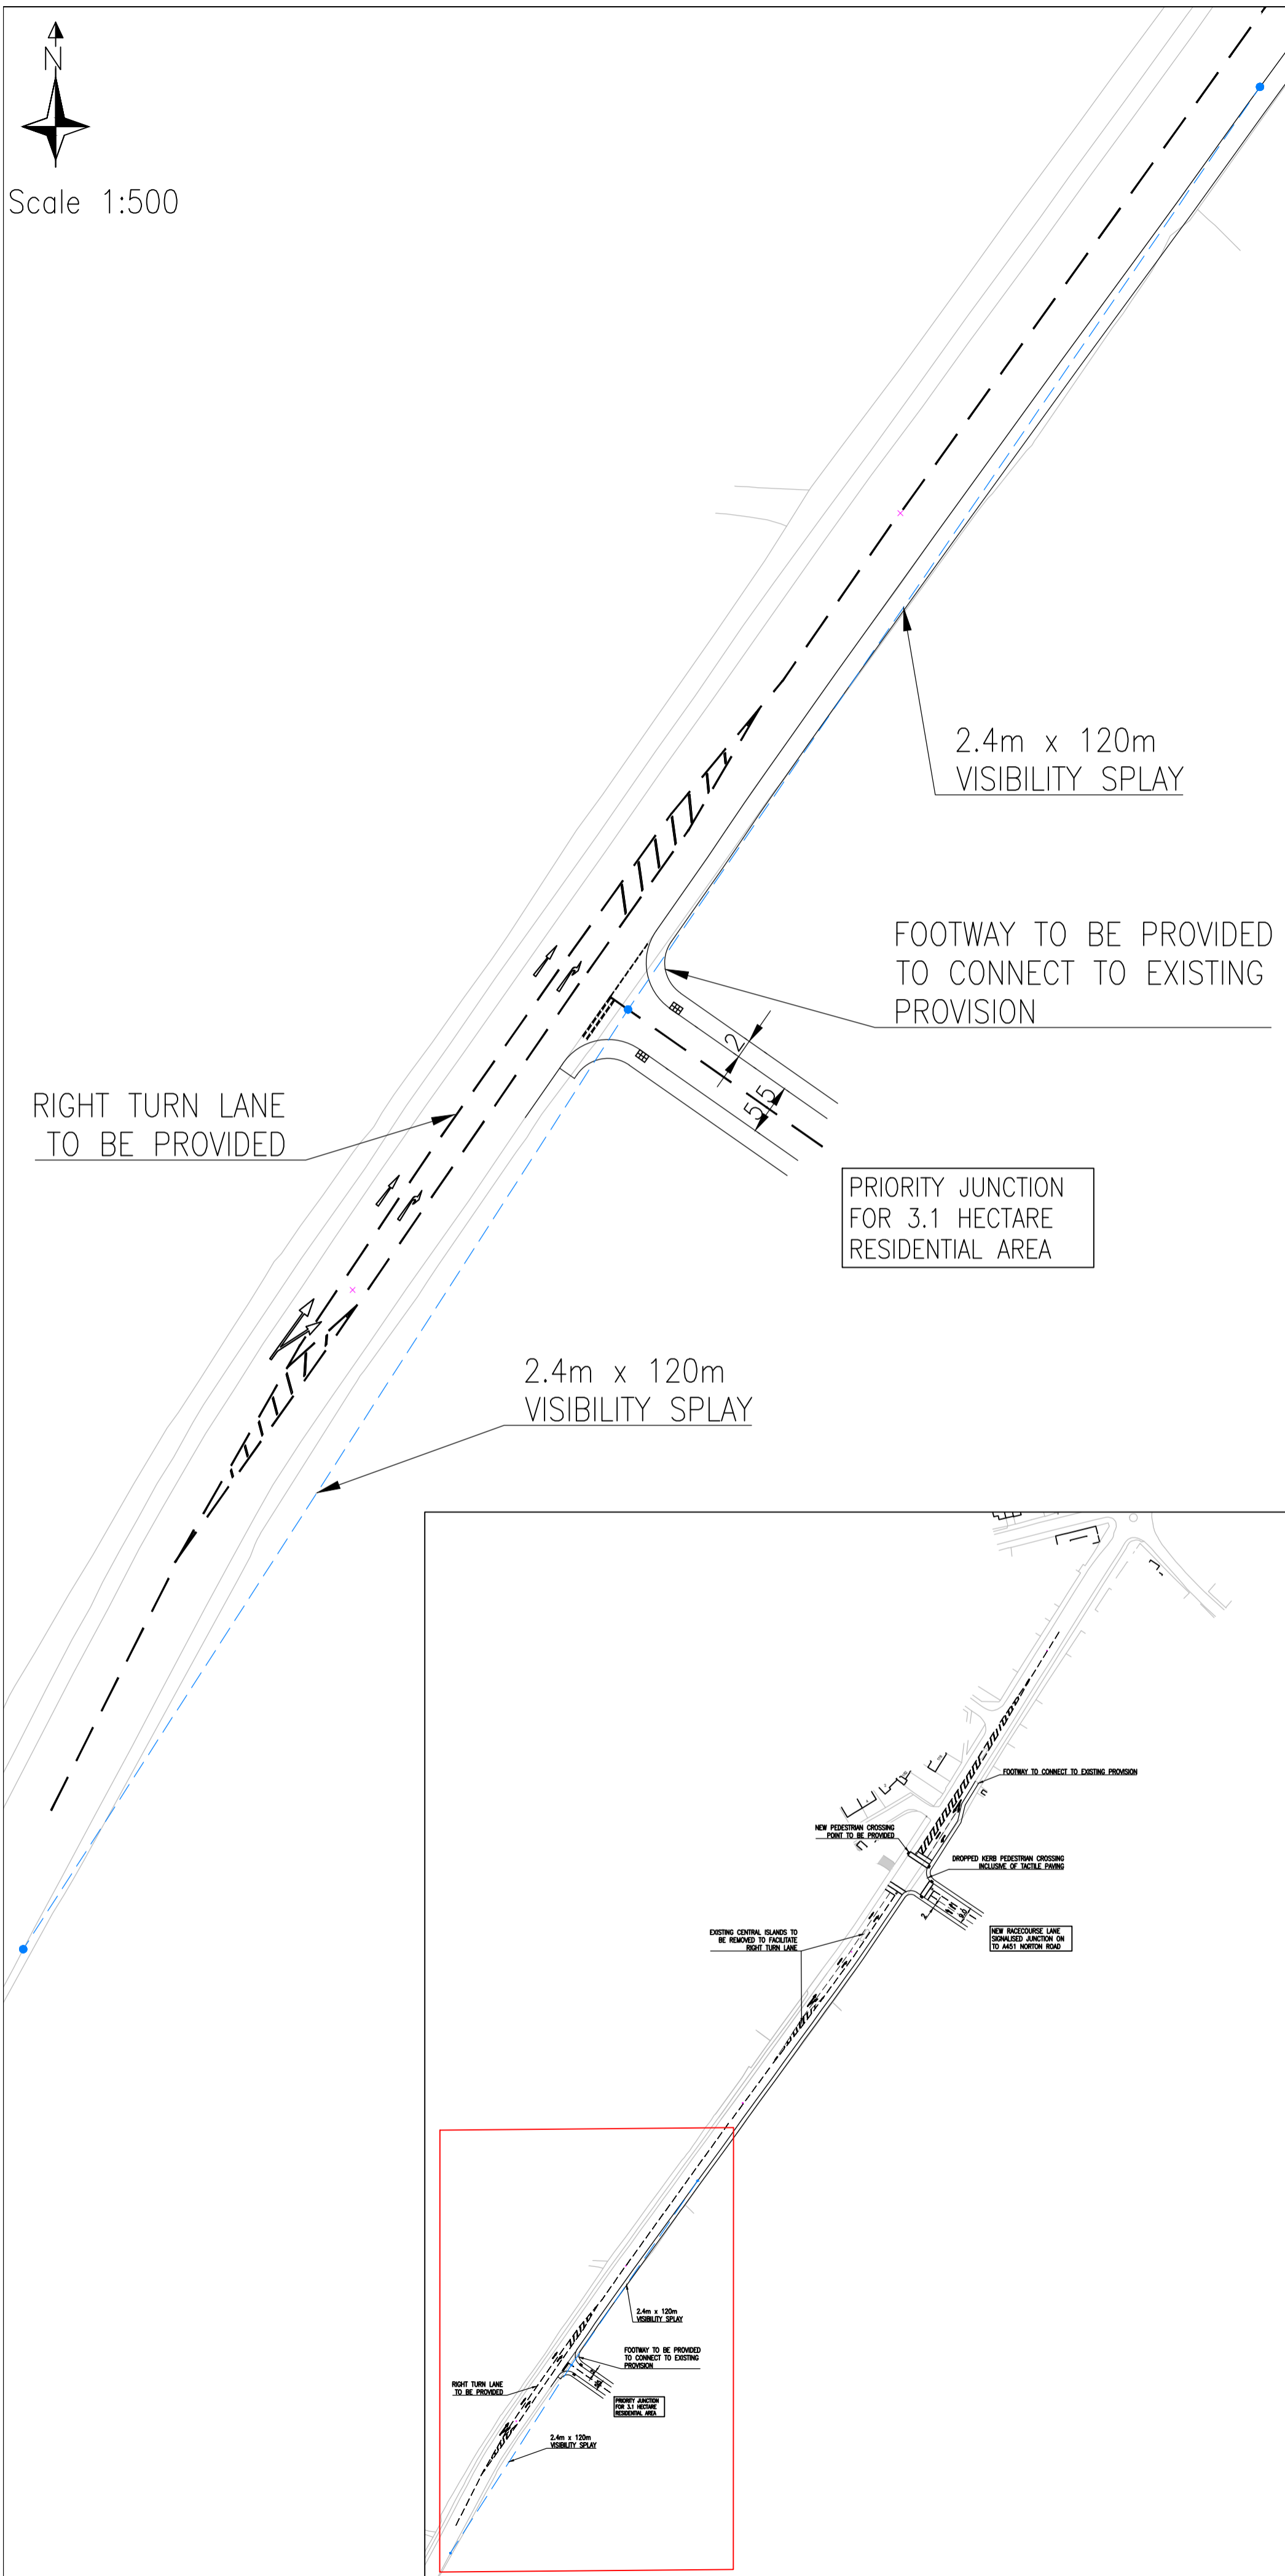 N
Scale 1:500
2.4m x 120m
VISIBILITY SPLAY
FOOTWAY TO BE PROVIDED
TO CONNECT TO EXISTING
PROVISION
2
5.5
RIGHT TURN LANE
TO BE PROVIDED
PRIORITY JUNCTION
FOR 3.1 HECTARE
RESIDENTIAL AREA
2.4m x 120m
VISIBILITY SPLAY
FOOTWAY TO CONNECT TO EXISTING PROVISION
NEW PEDESTRIAN CROSSING
POINT TO BE PROVIDED
DROPPED KERB PEDESTRIAN CROSSING
INCLUSIVE OF TACTILE PAVING
2
EXISTING CENTRAL ISLANDS TO
BE REMOVED TO FACILITATE
RIGHT TURN LANE
NEW RACECOURSE LANE
SIGNALISED JUNCTION ON
TO A451 NORTON ROAD
2.4m x 120m
VISIBILITY SPLAY
FOOTWAY TO BE PROVIDED
TO CONNECT TO EXISTING
PROVISION
RIGHT TURN LANE
TO BE PROVIDED
PRIORITY JUNCTION
FOR 3.1 HECTARE
RESIDENTIAL AREA
2.4m x 120m
VISIBILITY SPLAY